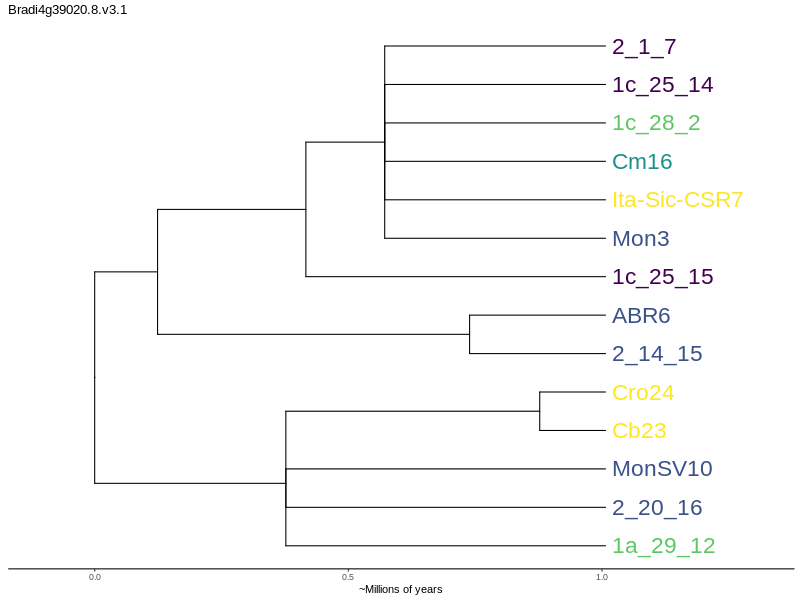 Bradi4g39020.8.v3.1
2_1_7
1c_25_14
1c_28_2
Cm16
Ita-Sic-CSR7
Mon3
1c_25_15
ABR6
2_14_15
Cro24
Cb23
MonSV10
2_20_16
1a_29_12
0.0 0.5 1.0
~Millions of years